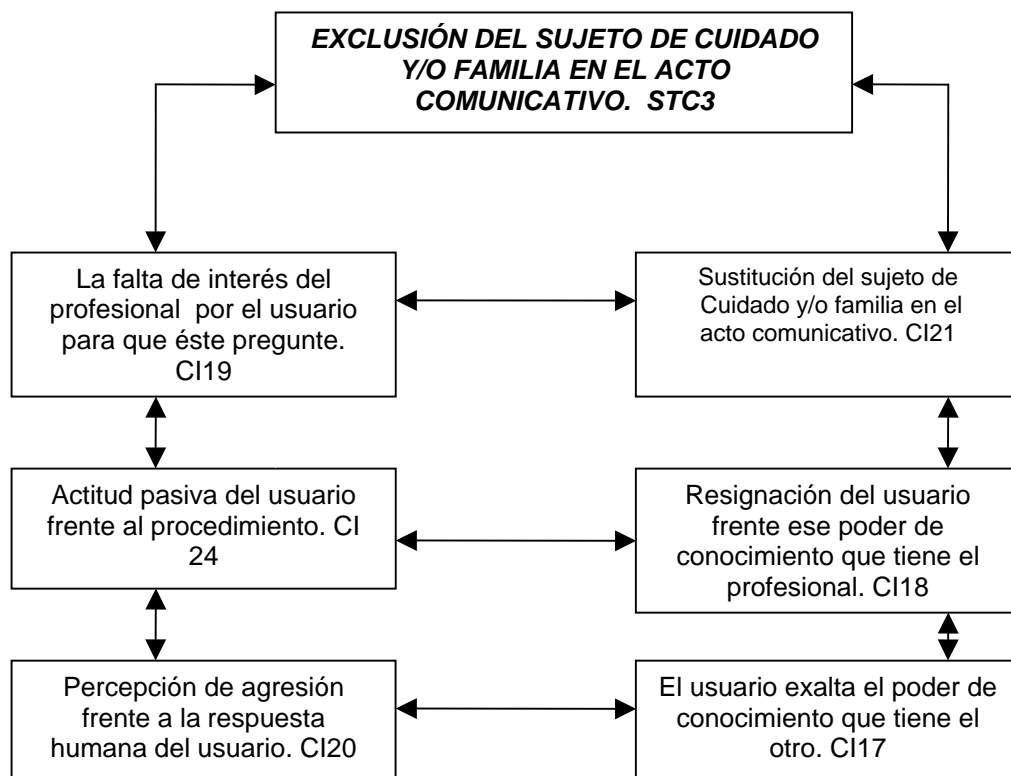 EXCLUSIÓN DEL SUJETO DE CUIDADO
Y/O FAMILIA EN EL ACTO
COMUNICATIVO. STC3
La falta de interés del
profesional por el usuario
para que éste pregunte.
CI19
Sustitución del sujeto de
Cuidado y/o familia en el
acto comunicativo. CI21
Actitud pasiva del usuario
frente al procedimiento. CI
24
Resignación del usuario
frente ese poder de
conocimiento que tiene el
profesional. CI18
Percepción de agresión
frente a la respuesta
humana del usuario. CI20
El usuario exalta el poder de
conocimiento que tiene el
otro. CI17